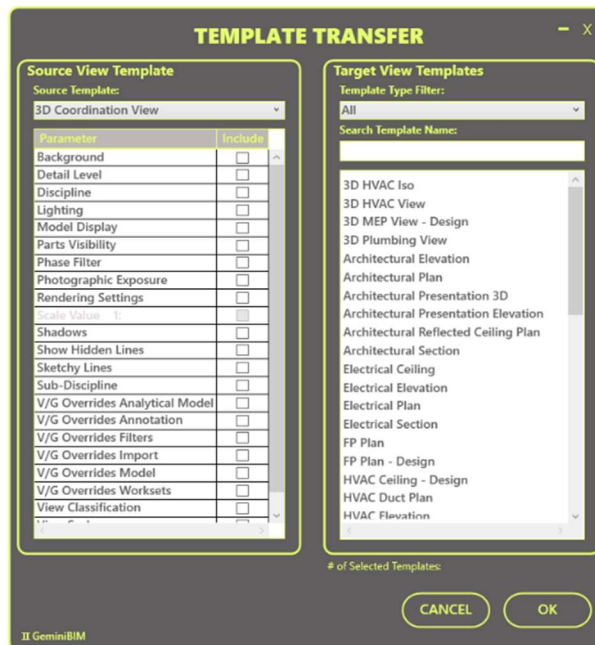 TEMPLATE TRANSFER
– X
Source View Template
Source Template:
3D Coordination View
Parameter Include
Background
Detail Level
Discipline
Lighting
Model Display
Parts Visibility
Phase Filter
Photographic Exposure
Rendering Settings
Scale Value 1:
Shadows
Show Hidden Lines
Sketchy Lines
Sub-Discipline
V/G Overrides Analytical Model
V/G Overrides Annotation
V/G Overrides Filters
V/G Overrides Import
V/G Overrides Model
V/G Overrides Worksets
View Classification
Target View Templates
Template Type Filter:
All
Search Template Name:
3D HVAC Iso
3D HVAC View
3D MEP View - Design
3D Plumbing View
Architectural Elevation
Architectural Plan
Architectural Presentation 3D
Architectural Presentation Elevation
Architectural Reflected Ceiling Plan
Architectural Section
Electrical Ceiling
Electrical Elevation
Electrical Plan
Electrical Section
FP Plan
FP Plan - Design
HVAC Ceiling - Design
HVAC Duct Plan
HVAC Elevation
# of Selected Templates:
CANCEL OK
II GeminiBIM